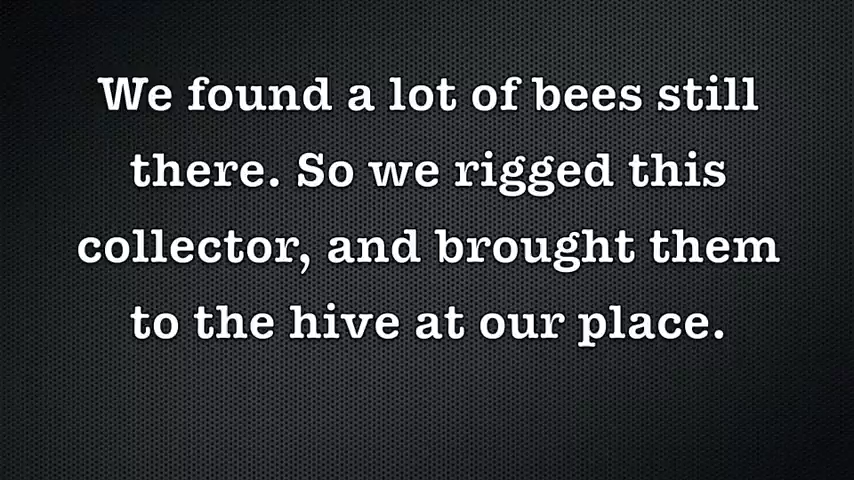 We found a lot of bees still
there. So we rigged this
collector, and brought them
to the hive at our place.